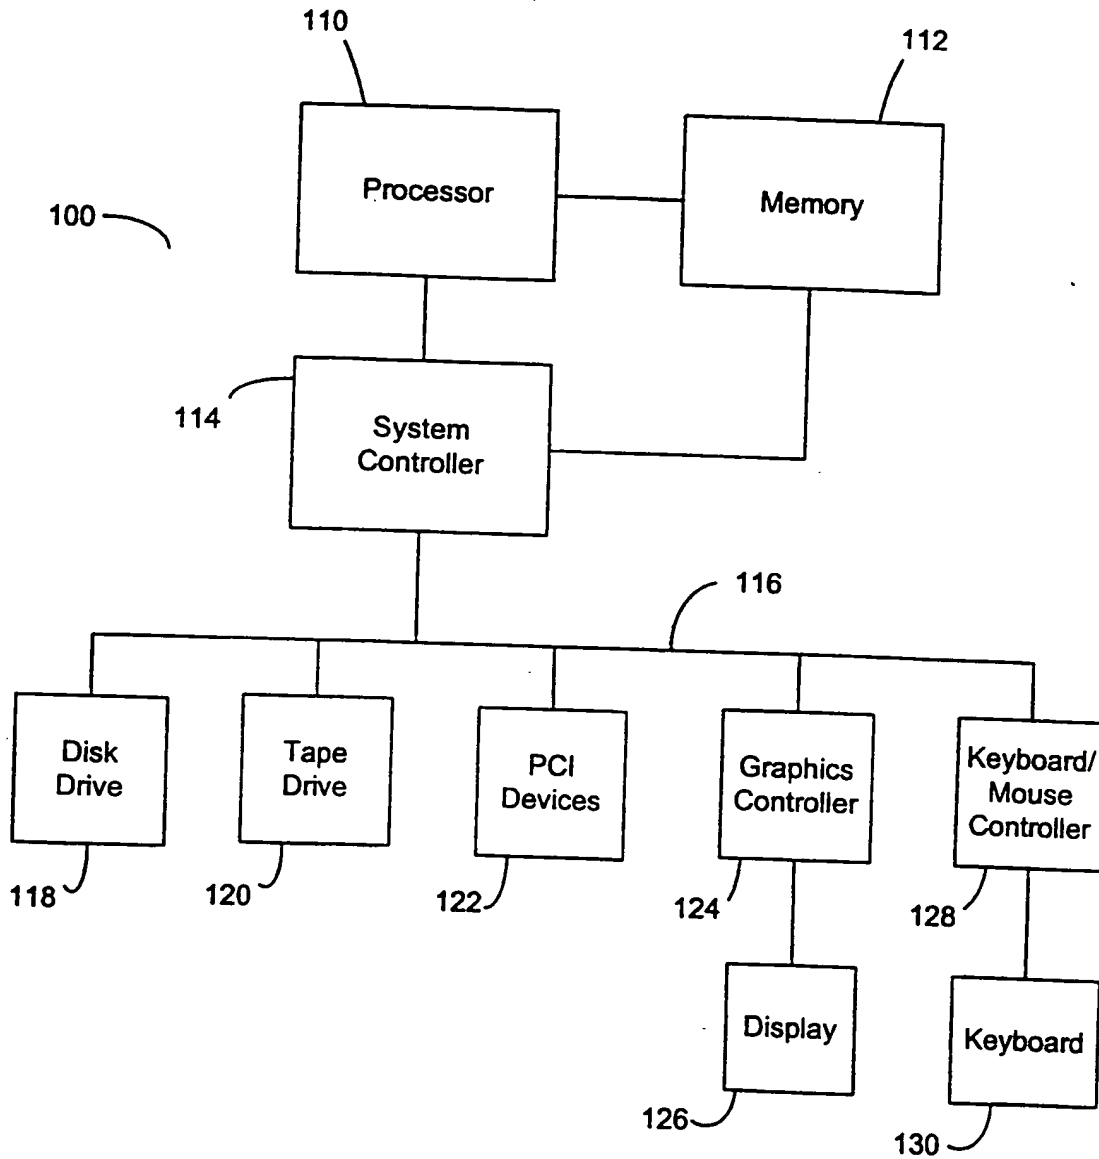 110
112
Processor
Memory
100
114
System
Controller
116
Disk
Drive
Tape
Drive
PCI
Devices
Graphics
Controller
Keyboard/
Mouse
Controller
118
120
122
124
128
Display
Keyboard
126
130